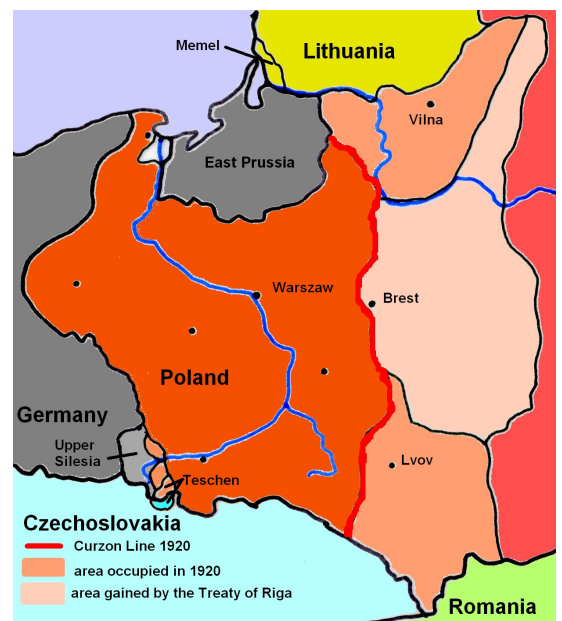 Memel
Lithuania
Vilna
East Prussia
Warszaw
Brest
Poland
Germany
Upper
Silesia
Lvov
Teschen
Czechoslovakia
Curzon Line 1920
area occupied in 1920
area gained by the Treaty of Riga
Romania